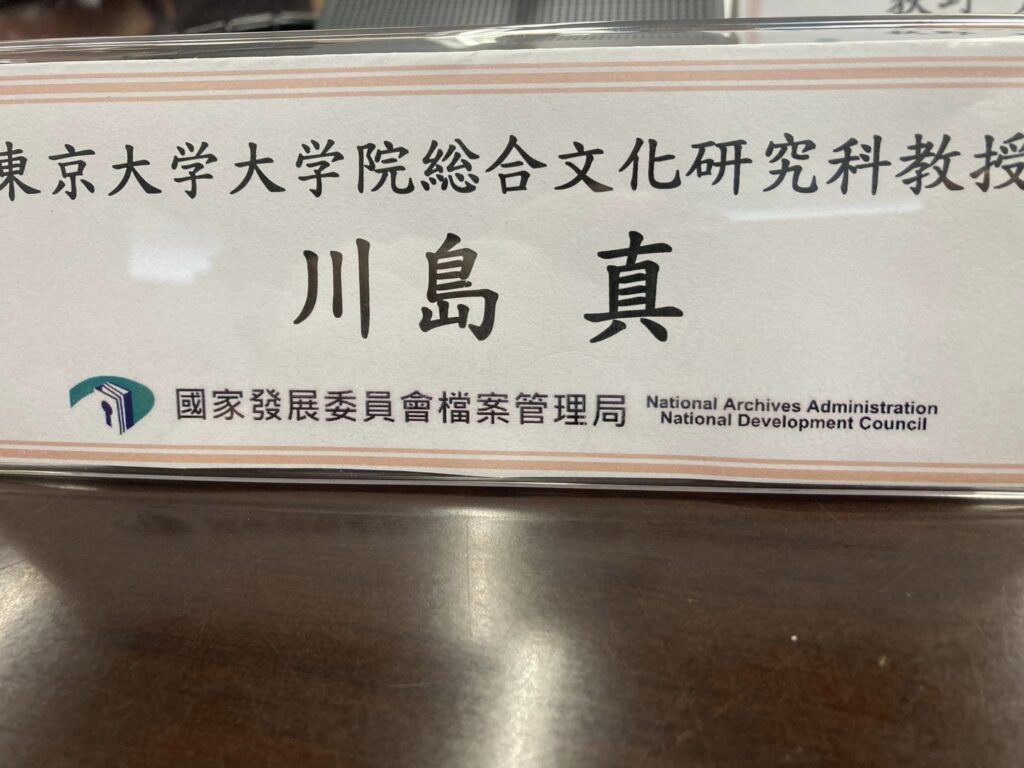 東京大学大学院総合文化研究科教授
川島 真
國家發展委員會檔案管理局
National Archives Administration
National Development Council